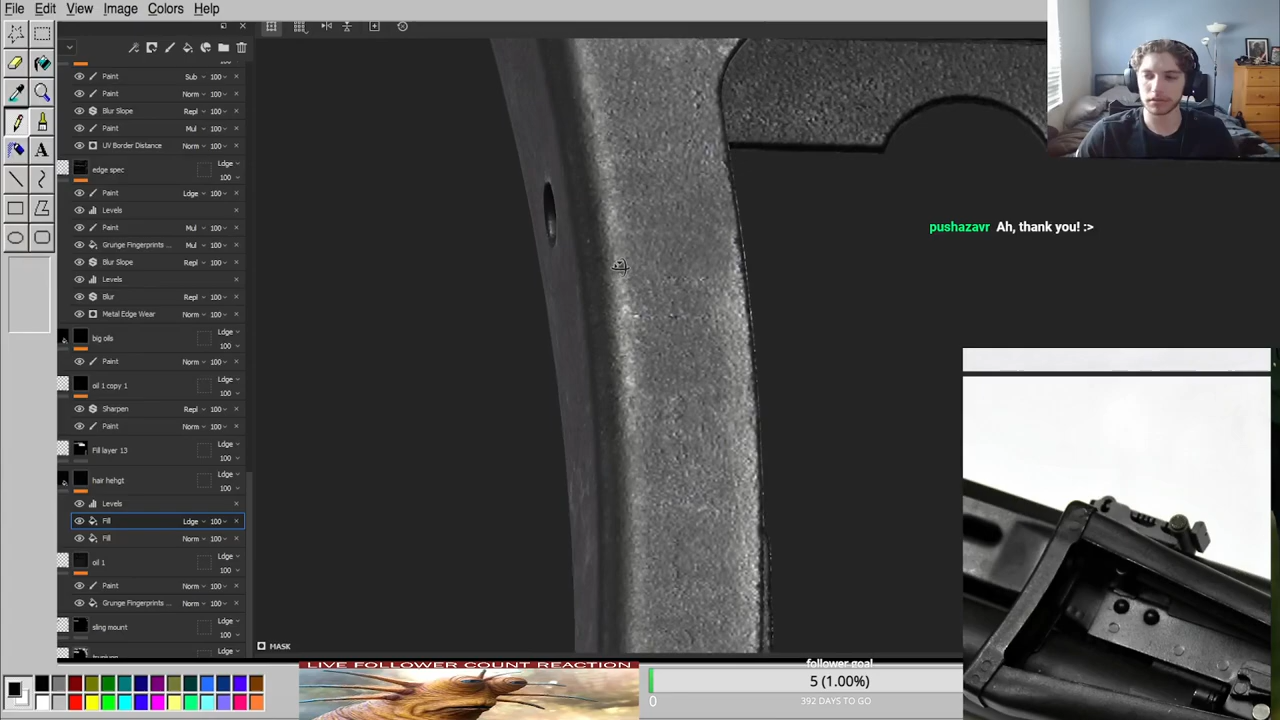 File Edit View Image Colors Help
Paint Sub 100
Paint Norm 100
Blur Slope Repl 100
Paint Mul 100
UV Border Distance Norm 100
edge spec Ldge 100
Paint Ldge 100
Levels
Paint Mul 100
Grunge Fingerprints ... Mul 100
Blur Slope Repl 100
Levels
Blur Repl 100
Metal Edge Wear Norm 100
big oils Ldge 100
Paint Norm 100
oil 1 copy 1 Ldge 100
Sharpen Repl 100
Paint Norm 100
Fill layer 13 Ldge 100
hair hehgt Ldge 100
Levels
Fill Ldge 100
Fill Norm 100
oil 1 Ldge 100
Paint Norm 100
Grunge Fingerprints ... Norm 100
sling mount Ldge 100
Ldge
MASK
pushazavr Ah, thank you! :>
LIVE FOLLOWER COUNT REACTION
follower goal
5 (1.00%)
0
392 DAYS TO GO
A